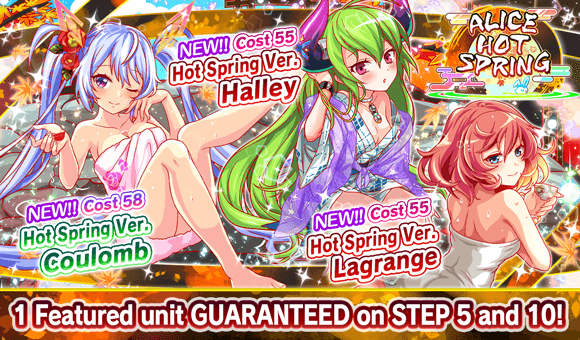 ALICE
HOT
SPRING
NEW!! Cost 55
Hot Spring Ver.
Halley
NEW!! Cost 58
Hot Spring Ver.
Coulomb
NEW!! Cost 55
Hot Spring Ver.
Lagrange
1 Featured unit GUARANTEED on STEP 5 and 10!